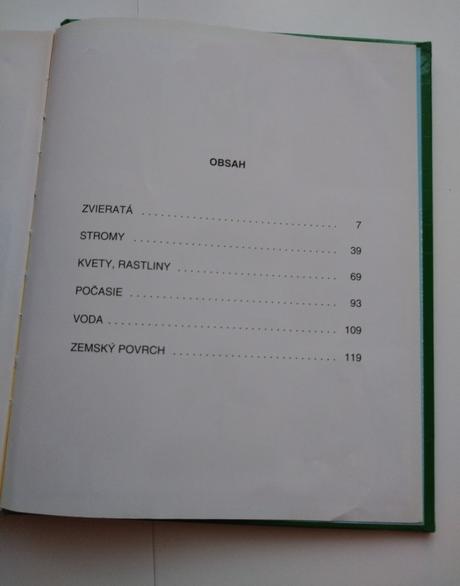 OBSAH
ZVIERATÁ ........................................ 7
STROMY ........................................ 39
KVETY, RASTLINY ........................................ 69
POČASIE ........................................ 93
VODA ........................................ 109
ZEMSKÝ POVRCH ........................................ 119